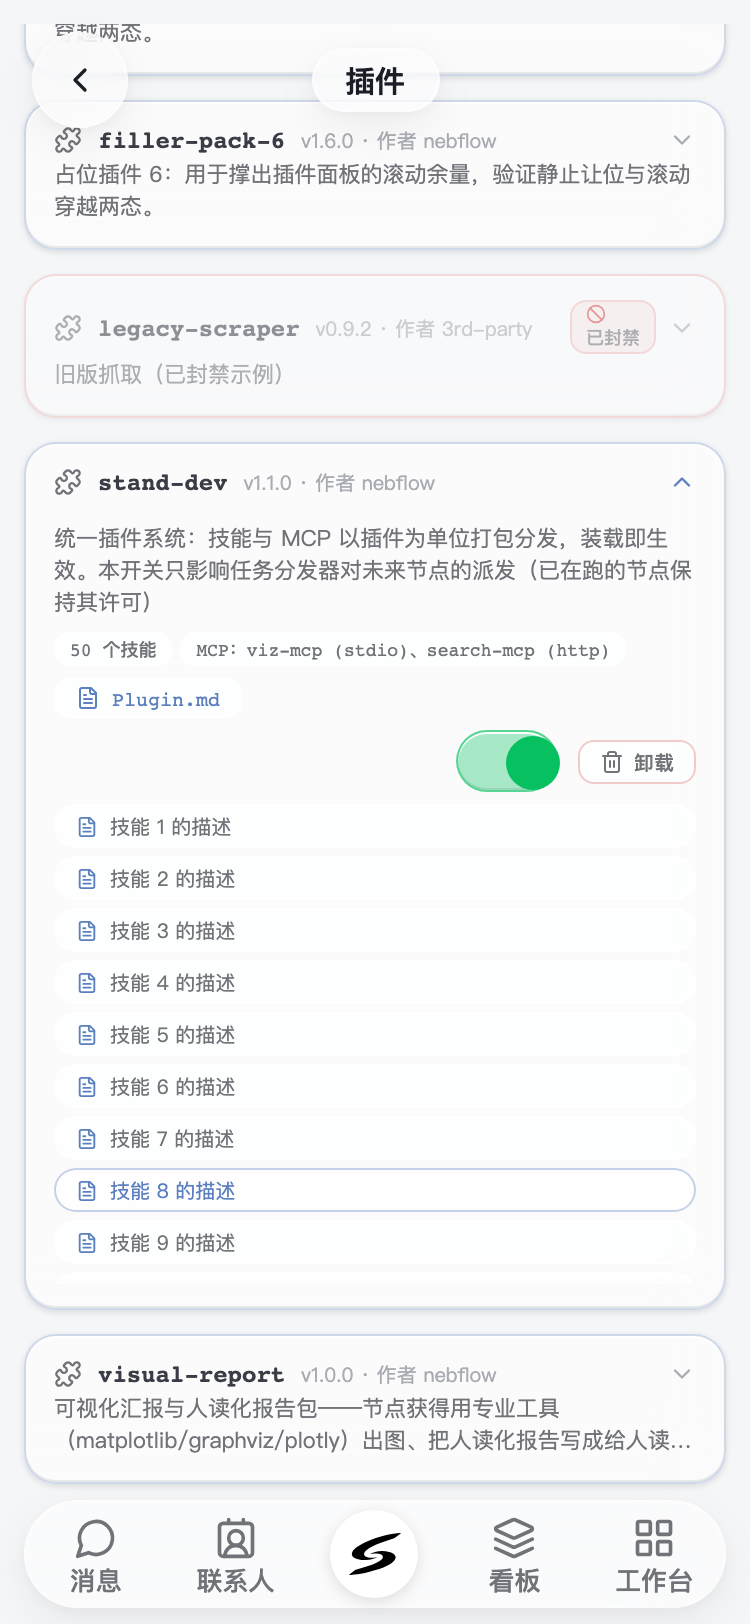 穿越两态。
插件
filler-pack-6 v1.6.0 · 作者 nebflow
占位插件 6：用于撑出插件面板的滚动余量，验证静止让位与滚动
穿越两态。
legacy-scraper v0.9.2 · 作者 3rd-party
已封禁
旧版抓取（已封禁示例）
stand-dev v1.1.0 · 作者 nebflow
统一插件系统：技能与 MCP 以插件为单位打包分发，装载即生
效。本开关只影响任务分发器对未来节点的派发（已在跑的节点保
持其许可）
50 个技能 MCP: viz-mcp (stdio)、search-mcp (http)
Plugin.md
卸载
技能 1 的描述
技能 2 的描述
技能 3 的描述
技能 4 的描述
技能 5 的描述
技能 6 的描述
技能 7 的描述
技能 8 的描述
技能 9 的描述
visual-report v1.0.0 · 作者 nebflow
可视化汇报与人读化报告包——节点获得用专业工具
（matplotlib/graphviz/plotly）出图、把人读化报告写成给人读…
消息 联系人 看板 工作台